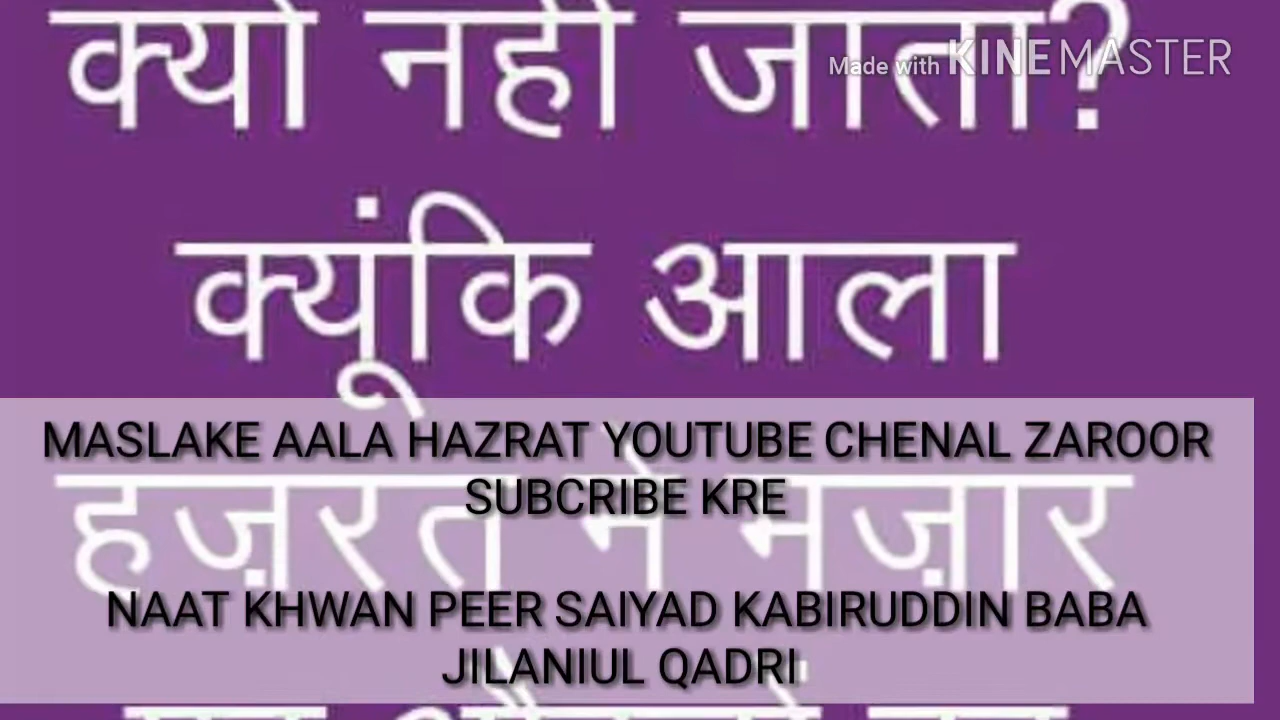 क्यों नहीं जाता?
Made with KINEMASTER
क्यूंकि आला
MASLAKE AALA HAZRAT YOUTUBE CHENAL ZAROOR
SUBCRIBE KRE
हज़रत ने मज़ार
NAAT KHWAN PEER SAIYAD KABIRUDDIN BABA
JILANIUL QADRI